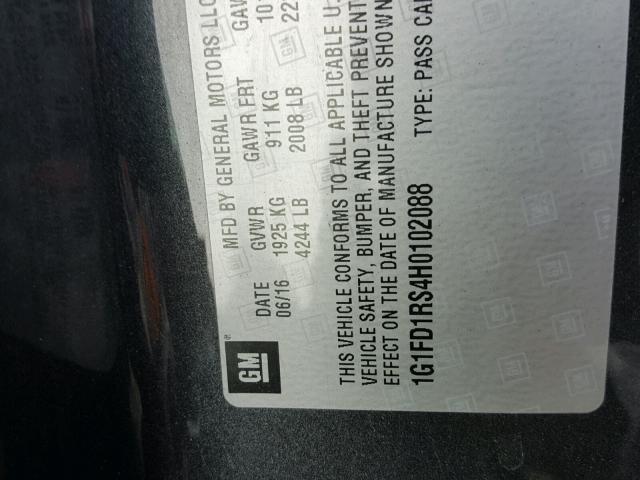 MFD BY GENERAL MOTORS LLC
DATE GVWR GAWR FRT
06/16 1925 KG 911 KG
4244 LB 2008 LB
THIS VEHICLE CONFORMS TO ALL APPLICABLE
VEHICLE SAFETY, BUMPER, AND THEFT PREVENT
EFFECT ON THE DATE OF MANUFACTURE SHOWN
1G1FD1RS4H0102088 TYPE: PASS
GM